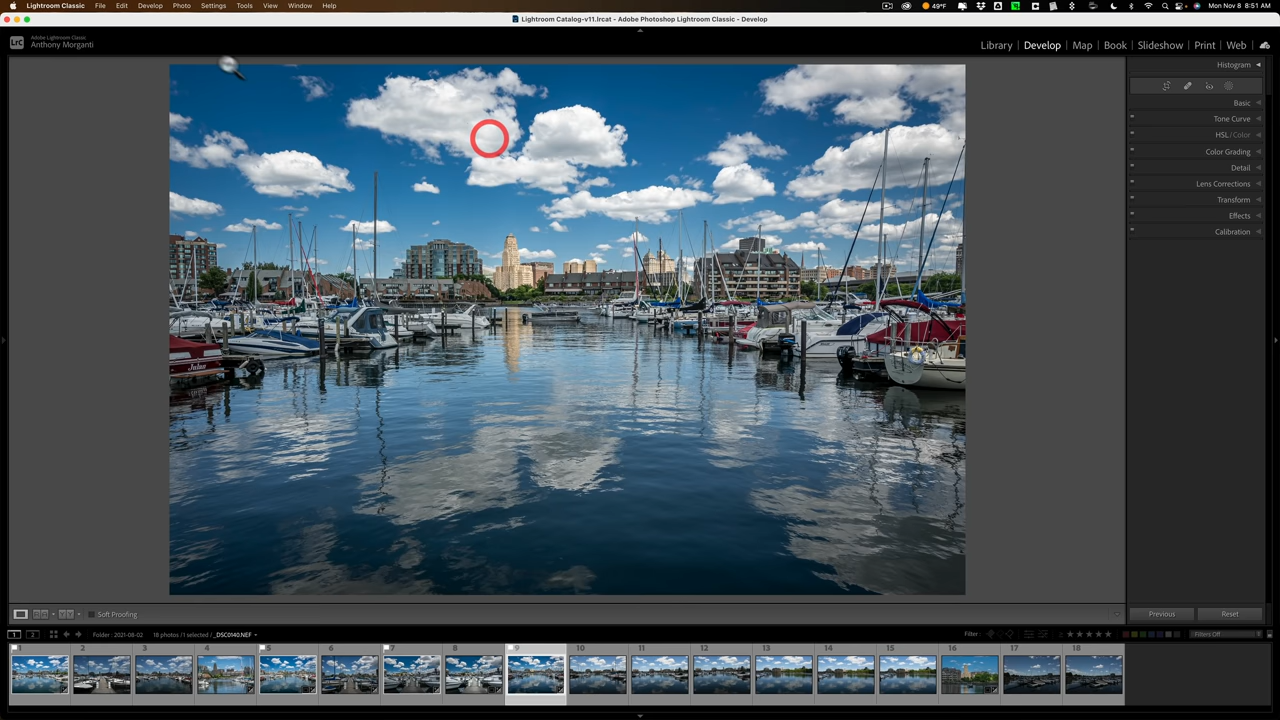 Lightroom Classic File Edit Develop Photo Settings Tools View Window Help 49°F Mon Nov 8 8:51 AM
Lightroom Catalog-v11.lrcat - Adobe Photoshop Lightroom Classic - Develop
LrC Adobe Lightroom Classic
Anthony Morganti
Library | Develop | Map | Book | Slideshow | Print | Web
Histogram
Basic
Tone Curve
HSL / Color
Color Grading
Detail
Lens Corrections
Transform
Effects
Calibration
Julia
Soft Proofing
Previous Reset
1 2 Folder : 2021-08-02 18 photos / 1 selected / _DSC0140.NEF Filter : Filters Off
1 2 3 4 5 6 7 8 9 10 11 12 13 14 15 16 17 18